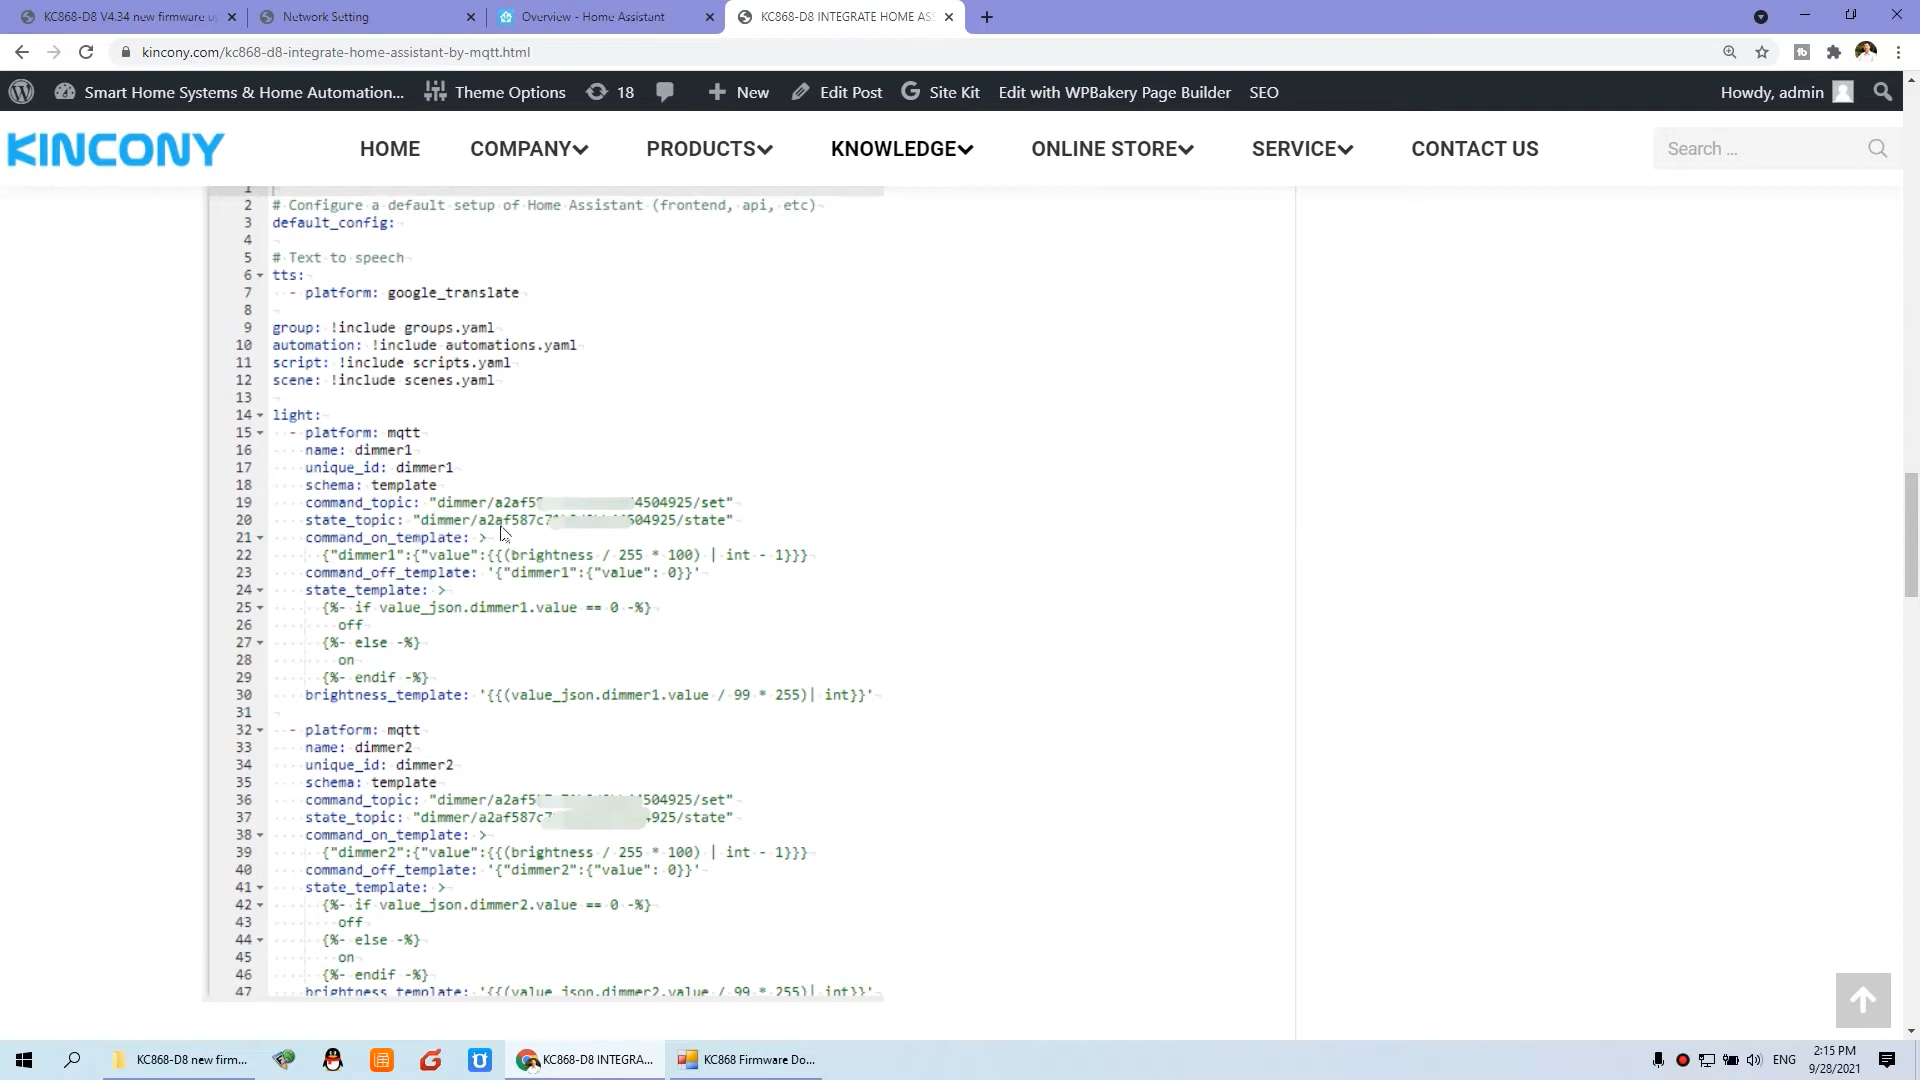 KC868-D8 V4.34 new firmware u
Network Setting
Overview - Home Assistant
KC868-D8 INTEGRATE HOME AS
kincony.com/kc868-d8-integrate-home-assistant-by-mqtt.html
Smart Home Systems & Home Automation... Theme Options 18 New Edit Post Site Kit Edit with WPBakery Page Builder SEO Howdy, admin
KINCONY HOME COMPANY PRODUCTS KNOWLEDGE ONLINE STORE SERVICE CONTACT US Search ...
1
2 # Configure a default setup of Home Assistant (frontend, api, etc)
3 default_config:
4
5 # Text to speech
6 tts:
7 - platform: google_translate
8
9 group: !include groups.yaml
10 automation: !include automations.yaml
11 script: !include scripts.yaml
12 scene: !include scenes.yaml
13
14 light:
15 - platform: mqtt
16 name: dimmer1
17 unique_id: dimmer1
18 schema: template
19 command_topic: "dimmer/a2af5 4504925/set"
20 state_topic: "dimmer/a2af587c7 504925/state"
21 command_on_template: >
22 {"dimmer1":{"value":{{(brightness / 255 * 100) | int - 1}}}
23 command_off_template: '{"dimmer1":{"value": 0}}'
24 state_template: >
25 {%- if value_json.dimmer1.value == 0 -%}
26 off
27 {%- else -%}
28 on
29 {%- endif -%}
30 brightness_template: '{{(value_json.dimmer1.value / 99 * 255)| int}}'
31
32 - platform: mqtt
33 name: dimmer2
34 unique_id: dimmer2
35 schema: template
36 command_topic: "dimmer/a2af5 504925/set"
37 state_topic: "dimmer/a2af587c7 4925/state"
38 command_on_template: >
39 {"dimmer2":{"value":{{(brightness / 255 * 100) | int - 1}}}
40 command_off_template: '{"dimmer2":{"value": 0}}'
41 state_template: >
42 {%- if value_json.dimmer2.value == 0 -%}
43 off
44 {%- else -%}
45 on
46 {%- endif -%}
47 brightness_template: '{{(value_json.dimmer2.value / 99 * 255)| int}}'
KC868-D8 new firm...
KC868-D8 INTEGRA...
KC868 Firmware Do...
ENG
2:15 PM
9/28/2021